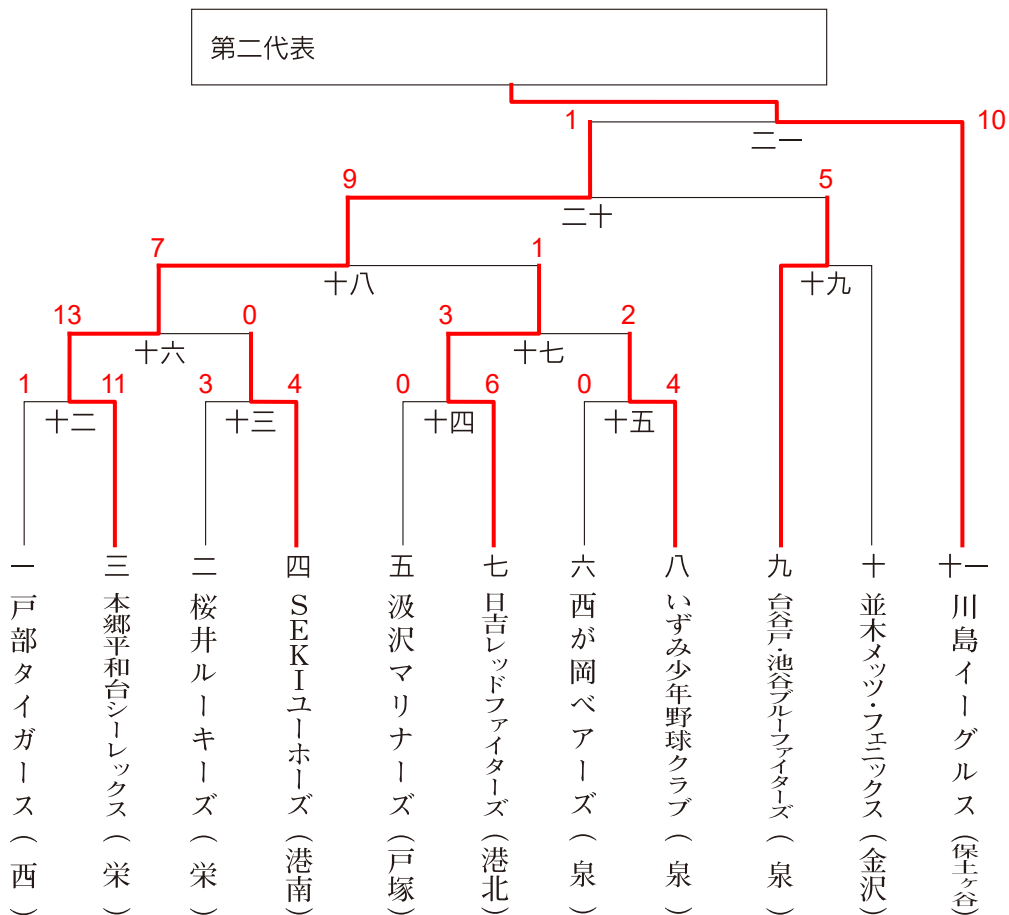 第二代表
1
10
二一
9
5
二十
7
1
十八
十九
13
0
3
2
十六
十七
1
11
3
4
0
6
0
4
十二
十三
十四
十五
一 戸部タイガース(西)
三 本郷平和台シーレックス(栄)
二 桜井ルーキーズ(栄)
四 SEKIユーホーズ(港南)
五 汲沢マリナーズ(戸塚)
七 日吉レッドファイターズ(港北)
六 西が岡ベアーズ(泉)
八 いずみ少年野球クラブ(泉)
九 台谷戸・池谷ブルーファイターズ(泉)
十 並木メッツ・フェニックス(金沢)
十一 川島イーグルス(保土ヶ谷)